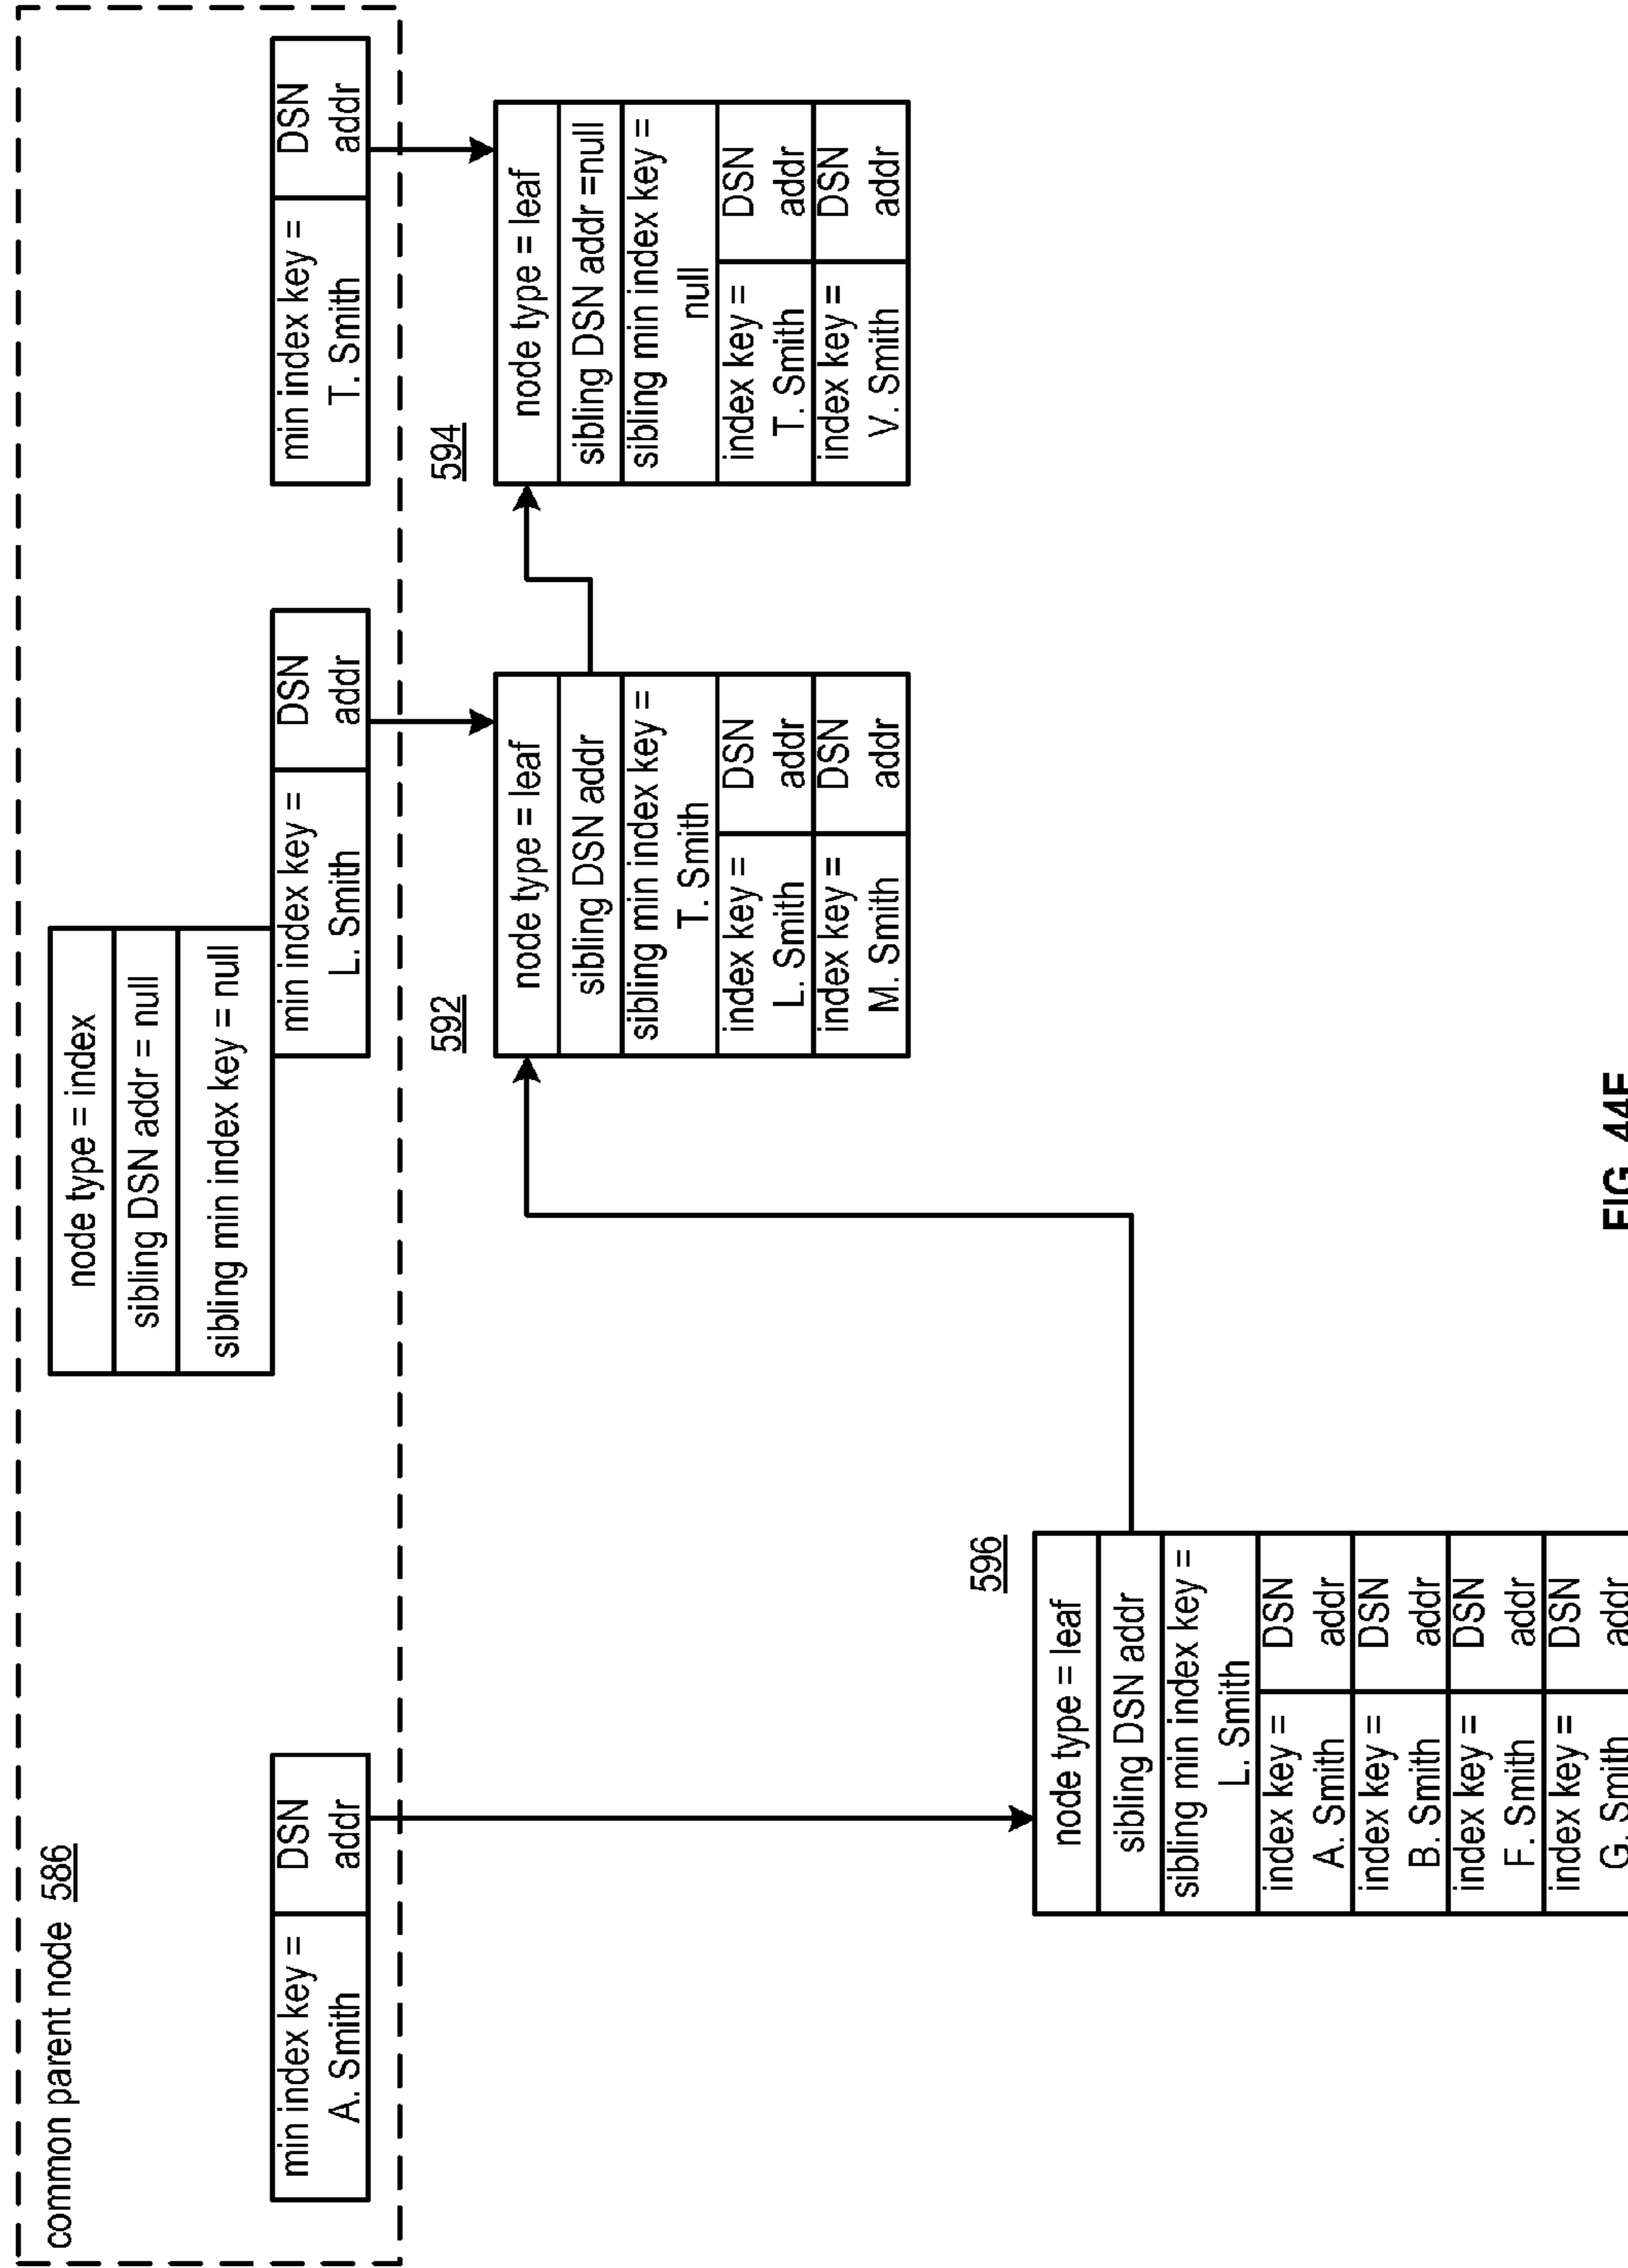 common parent node 586
node type = index
sibling DSN addr = null
sibling min index key = null
min index key =
A. Smith
DSN
addr
min index key =
L. Smith
DSN
addr
min index key =
T. Smith
DSN
addr
592
node type = leaf
sibling DSN addr
sibling min index key =
T. Smith
index key =
L. Smith
DSN
addr
index key =
M. Smith
DSN
addr
594
node type = leaf
sibling DSN addr =null
sibling min index key =
null
index key =
T. Smith
DSN
addr
index key =
V. Smith
DSN
addr
596
node type = leaf
sibling DSN addr
sibling min index key =
L. Smith
index key =
A. Smith
DSN
addr
index key =
B. Smith
DSN
addr
index key =
F. Smith
DSN
addr
index key =
G. Smith
DSN
addr
FIG.